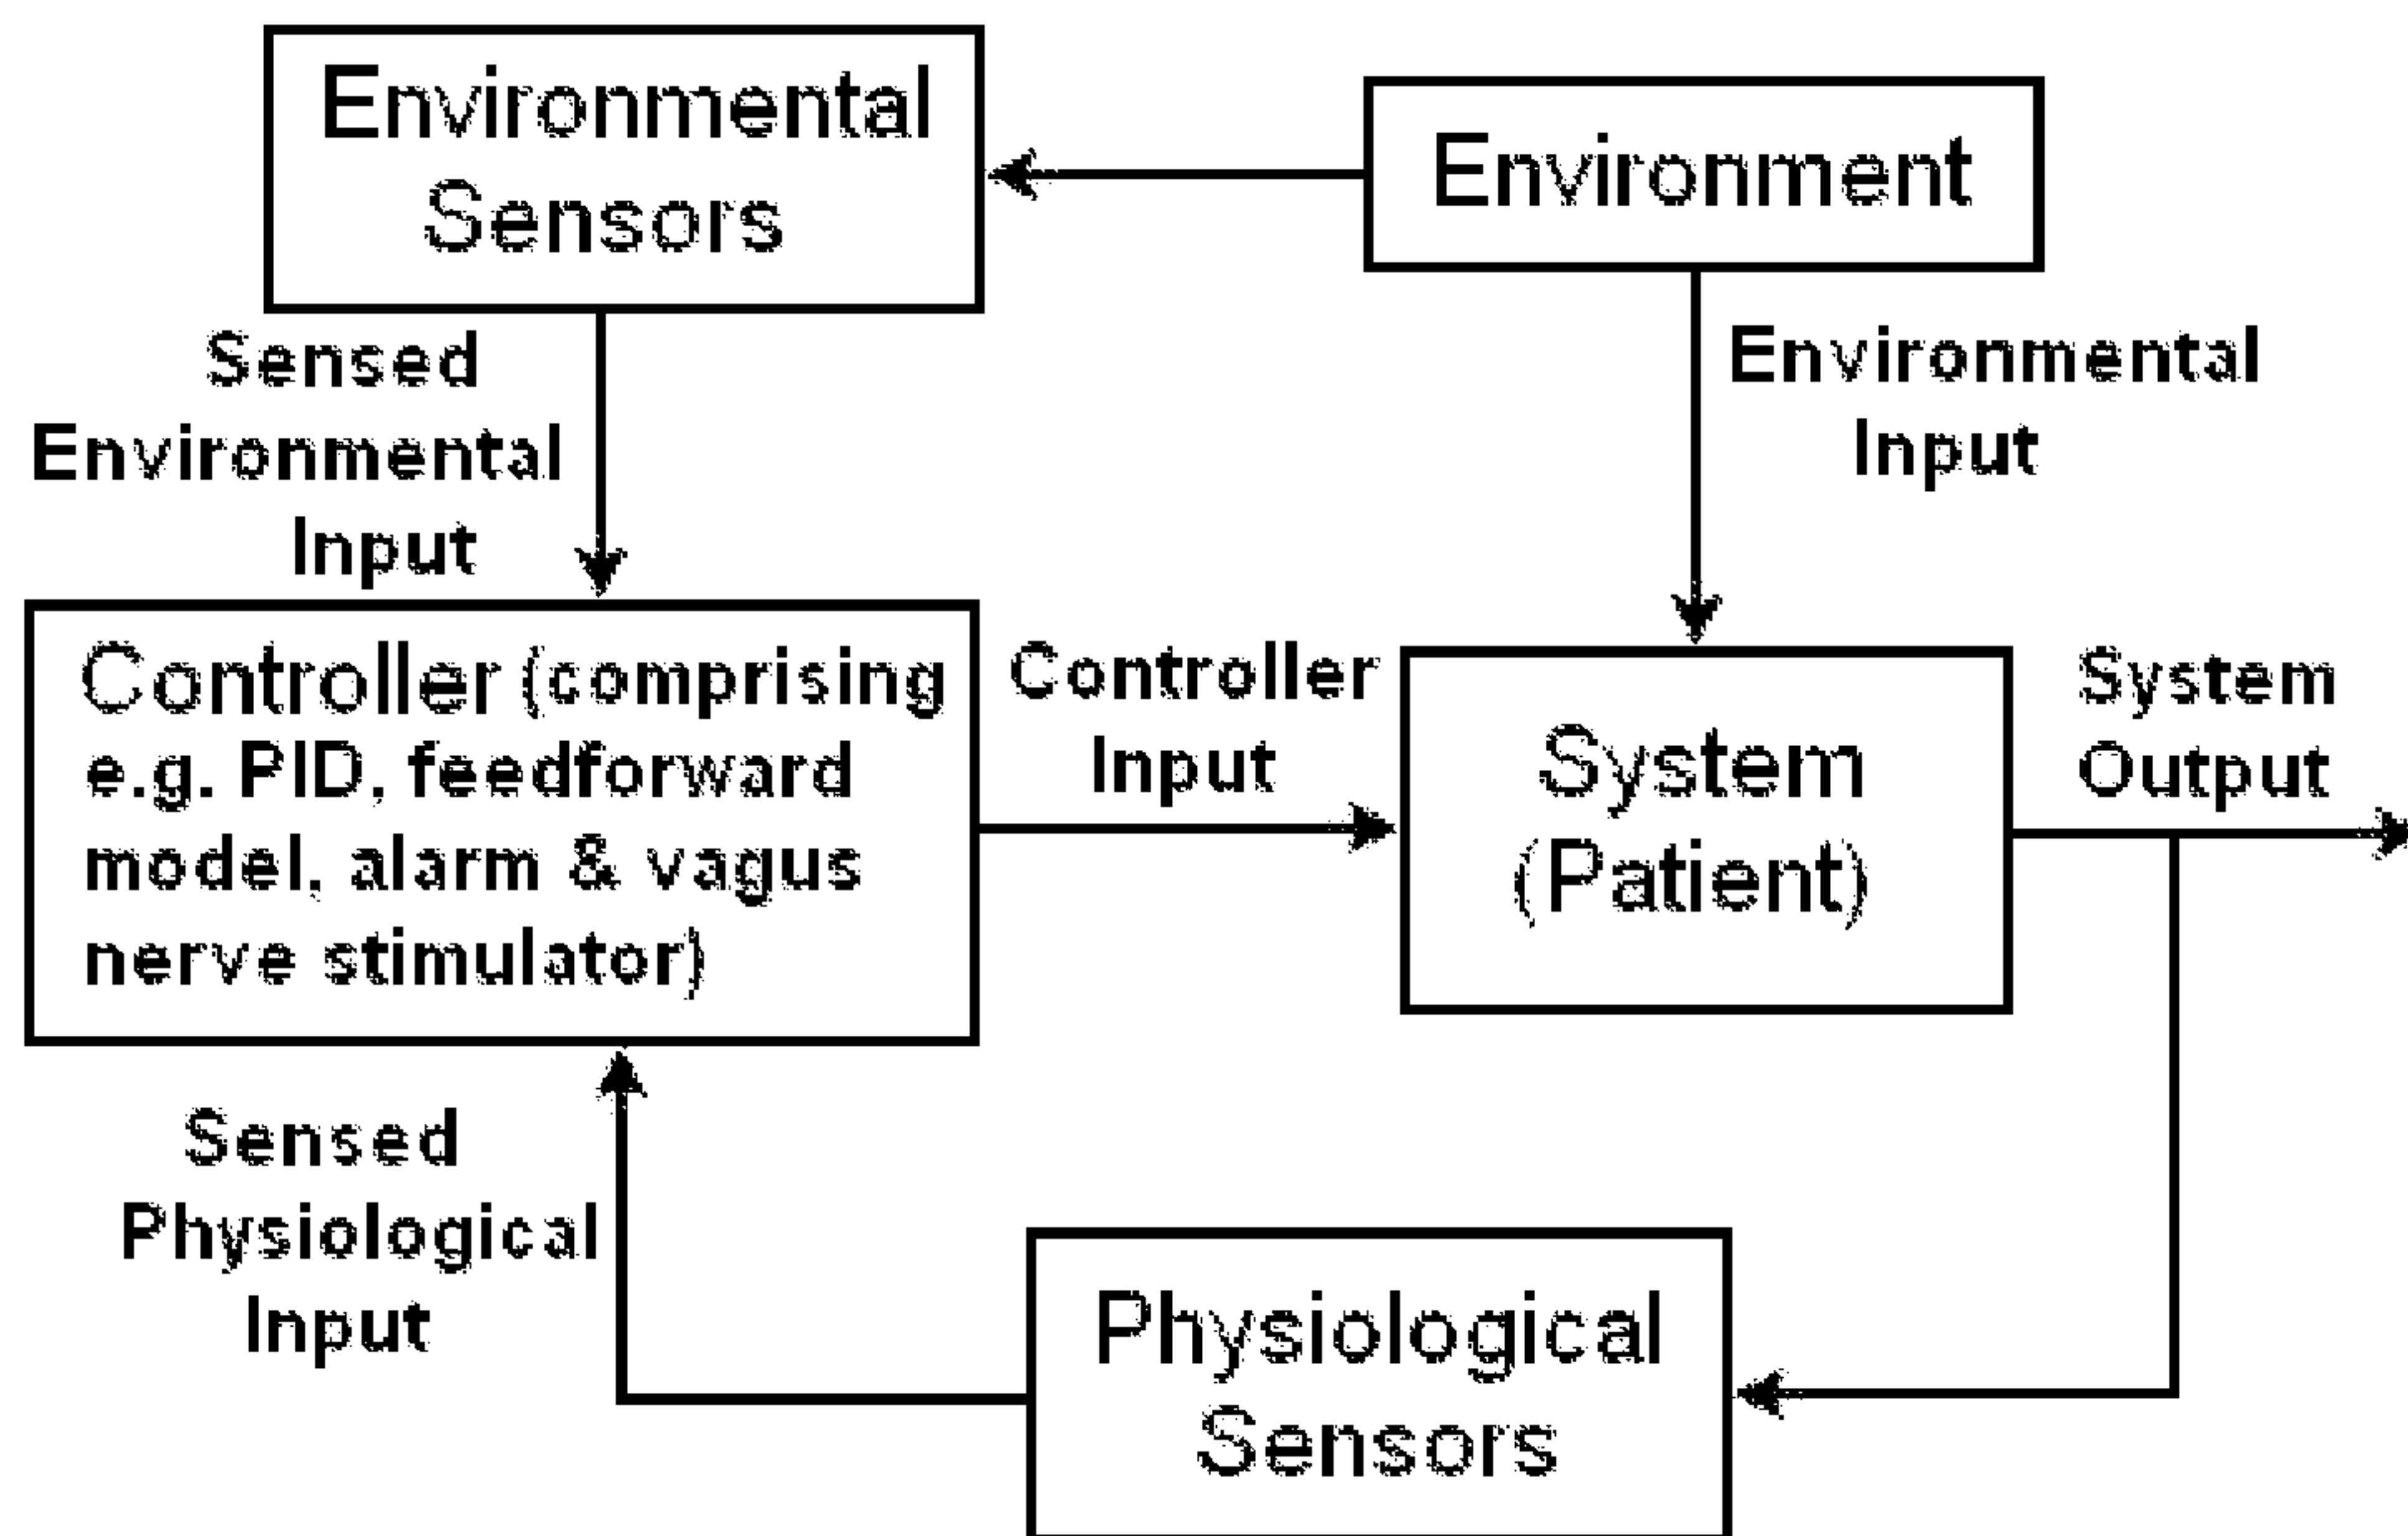 Environmental
Sensors
Environment
Sensed
Environmental
Input
Environmental
Input
Controller (comprising
e.g. PID, feedforward
model, alarm & vagus
nerve stimulator)
Controller
Input
System
(Patient)
System
Output
Sensed
Physiological
Input
Physiological
Sensors